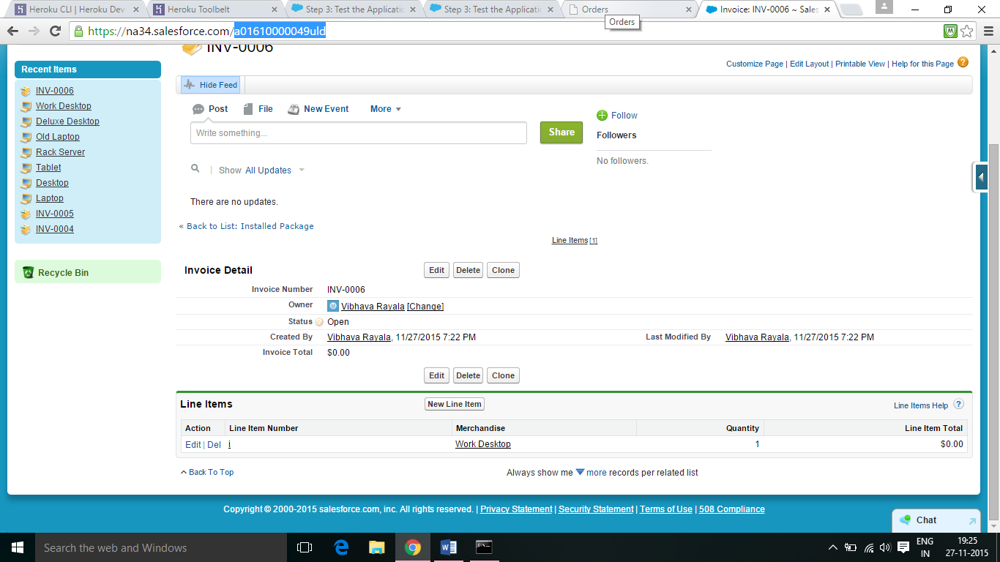 Heroku CLI | Heroku Dev
Heroku Toolbelt
Step 3: Test the Applicatio
Step 3: Test the Applicatio
Orders
Invoice: INV-0006 ~ Sales
https://na34.salesforce.com/a01610000049uld
Orders
INV-0006
Customize Page | Edit Layout | Printable View | Help for this Page ?
Recent Items
INV-0006
Work Desktop
Deluxe Desktop
Old Laptop
Rack Server
Tablet
Desktop
Laptop
INV-0005
INV-0004
Recycle Bin
Hide Feed
Post File New Event More
Write something...
Share
Follow
Followers
No followers.
Show All Updates
There are no updates.
« Back to List: Installed Package
Line Items [1]
Invoice Detail Edit Delete Clone
Invoice Number INV-0006
Owner Vibhava Rayala [Change]
Status ? Open
Created By Vibhava Rayala, 11/27/2015 7:22 PM Last Modified By Vibhava Rayala, 11/27/2015 7:22 PM
Invoice Total $0.00
Edit Delete Clone
Line Items New Line Item Line Items Help ?
Action Line Item Number Merchandise Quantity Line Item Total
Edit | Del i Work Desktop 1 $0.00
Back To Top Always show me more records per related list
Copyright © 2000-2015 salesforce.com, inc. All rights reserved. | Privacy Statement | Security Statement | Terms of Use | 508 Compliance
Chat
Search the web and Windows
ENG
IN
19:25
27-11-2015